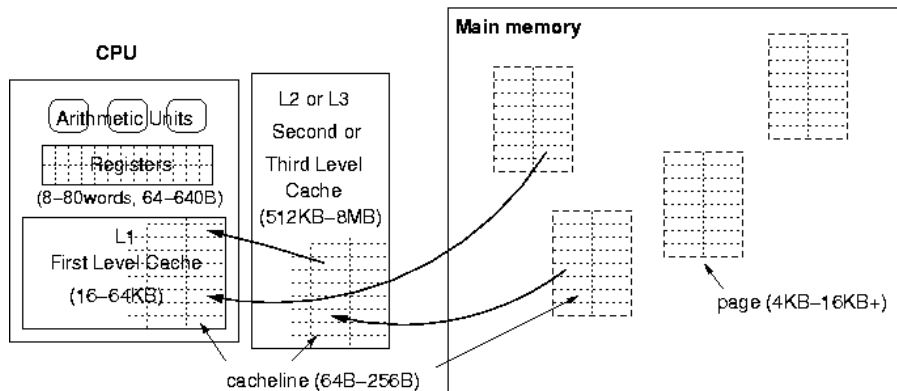 CPU
Arithmetic Units
Registers
(8-80words, 64-640B)
L1
First Level Cache
(16-64KB)
L2 or L3
Second or
Third Level
Cache
(512KB-8MB)
Main memory
page (4KB-16KB+)
cacheline (64B-256B)